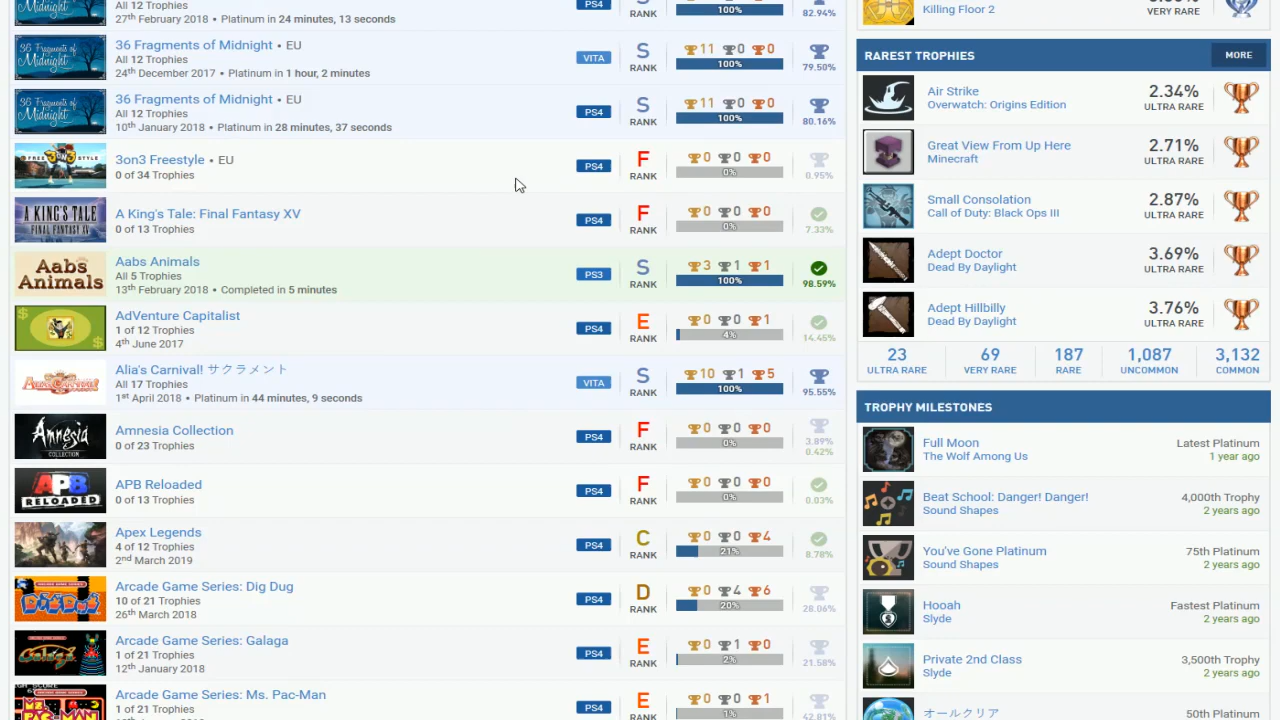 All 12 Trophies
27th February 2018 • Platinum in 24 minutes, 13 seconds
PS4
RANK
100%
82.94%
36 Fragments of Midnight • EU
All 12 Trophies
24th December 2017 • Platinum in 1 hour, 2 minutes
VITA
S
RANK
11 0 0
100%
79.50%
36 Fragments of Midnight • EU
All 12 Trophies
10th January 2018 • Platinum in 28 minutes, 37 seconds
PS4
S
RANK
11 0 0
100%
80.16%
3on3 Freestyle • EU
0 of 34 Trophies
PS4
F
RANK
0 0 0
0%
0.95%
A KING'S TALE
FINAL FANTASY XV
A King's Tale: Final Fantasy XV
0 of 13 Trophies
PS4
F
RANK
0 0 0
0%
7.33%
Aabs
Animals
Aabs Animals
All 5 Trophies
13th February 2018 • Completed in 5 minutes
PS3
S
RANK
3 1 1
100%
98.59%
AdVenture Capitalist
1 of 12 Trophies
1st June 2017
PS4
E
RANK
0 0 1
4%
14.45%
Alia's Carnival! サクラメント
All 17 Trophies
1st April 2018 • Platinum in 44 minutes, 9 seconds
VITA
S
RANK
10 1 5
100%
95.55%
Amnesia
COLLECTION
Amnesia Collection
0 of 23 Trophies
PS4
F
RANK
0 0 0
0%
3.89%
0.42%
APB
RELOADED
APB Reloaded
0 of 13 Trophies
PS4
F
RANK
0 0 0
0%
0.03%
Apex Legends
4 of 12 Trophies
2nd March 2019
PS4
C
RANK
0 0 4
21%
8.78%
Arcade Game Series: Dig Dug
10 of 21 Trophies
26th March 2018
PS4
D
RANK
0 4 6
20%
28.06%
Arcade Game Series: Galaga
1 of 21 Trophies
12th January 2018
PS4
E
RANK
0 1 0
2%
21.58%
Arcade Game Series: Ms. Pac-Man
1 of 21 Trophies
PS4
E
RANK
0 0 1
1%
42.81%
Killing Floor 2
VERY RARE
RAREST TROPHIES
MORE
Air Strike
Overwatch: Origins Edition
2.34%
ULTRA RARE
Great View From Up Here
Minecraft
2.71%
ULTRA RARE
Small Consolation
Call of Duty: Black Ops III
2.87%
ULTRA RARE
Adept Doctor
Dead By Daylight
3.69%
ULTRA RARE
Adept Hillbilly
Dead By Daylight
3.76%
ULTRA RARE
23 69 187 1,087 3,132
ULTRA RARE VERY RARE RARE UNCOMMON COMMON
TROPHY MILESTONES
Full Moon
The Wolf Among Us
Latest Platinum
1 year ago
Beat School: Danger! Danger!
Sound Shapes
4,000th Trophy
2 years ago
You've Gone Platinum
Sound Shapes
75th Platinum
2 years ago
Hooah
Slyde
Fastest Platinum
2 years ago
Private 2nd Class
Slyde
3,500th Trophy
2 years ago
オールクリア
50th Platinum